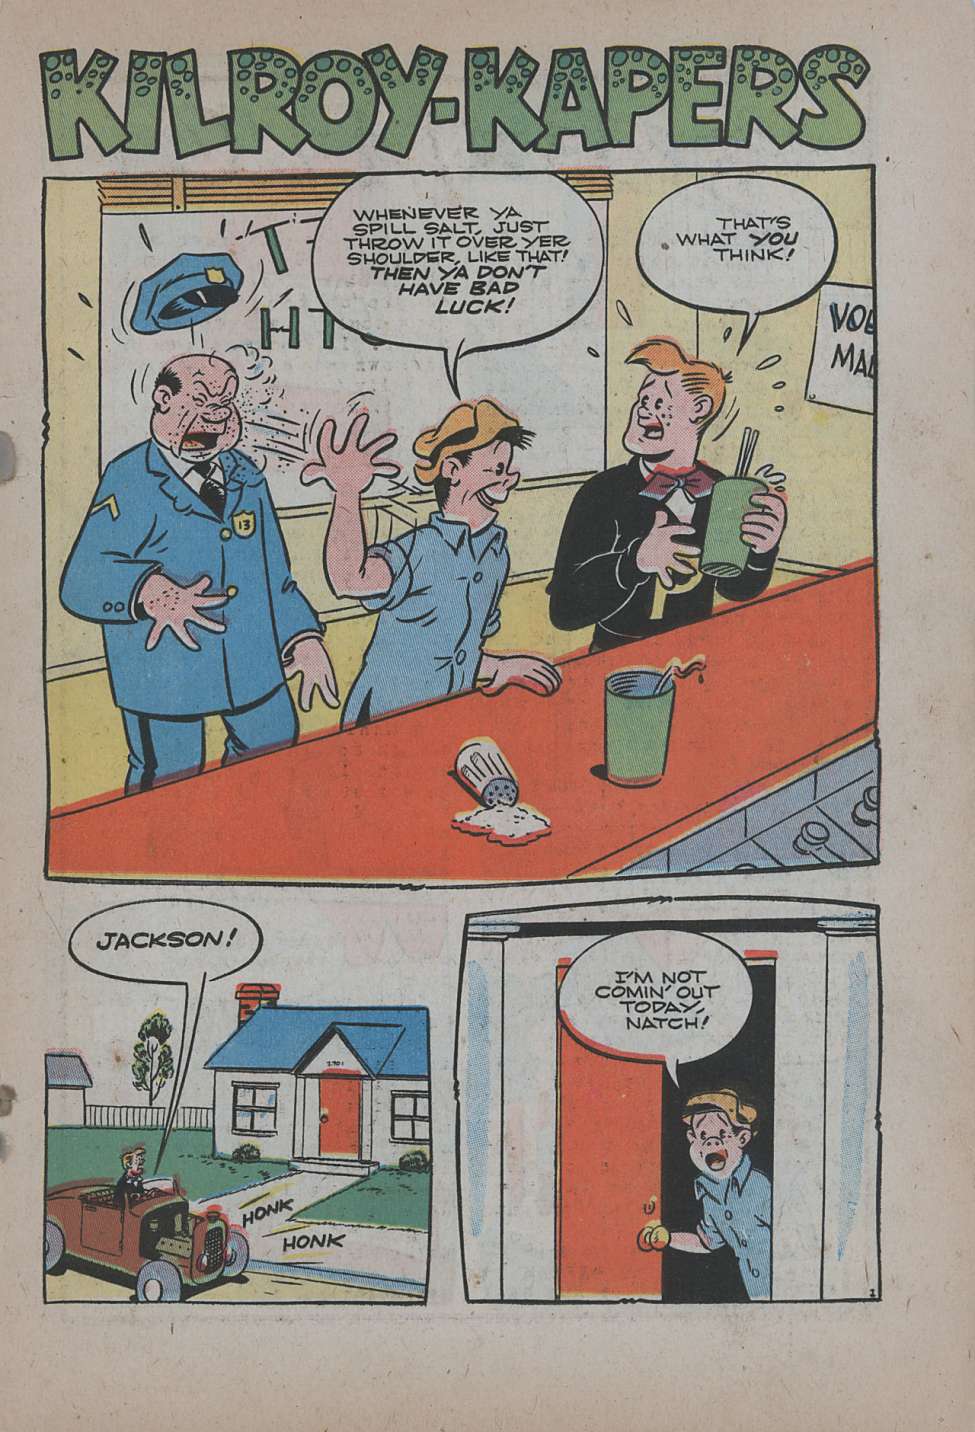 KILROY-KAPERS
WHENEVER YA
SPILL SALT, JUST
THROW IT OVER YER
SHOULDER, LIKE THAT!
THEN YA DON'T
HAVE BAD
LUCK!
THAT'S
WHAT YOU
THINK!
13
JACKSON!
2701
HONK
HONK
I'M NOT
COMIN' OUT
TODAY,
NATCH!
1